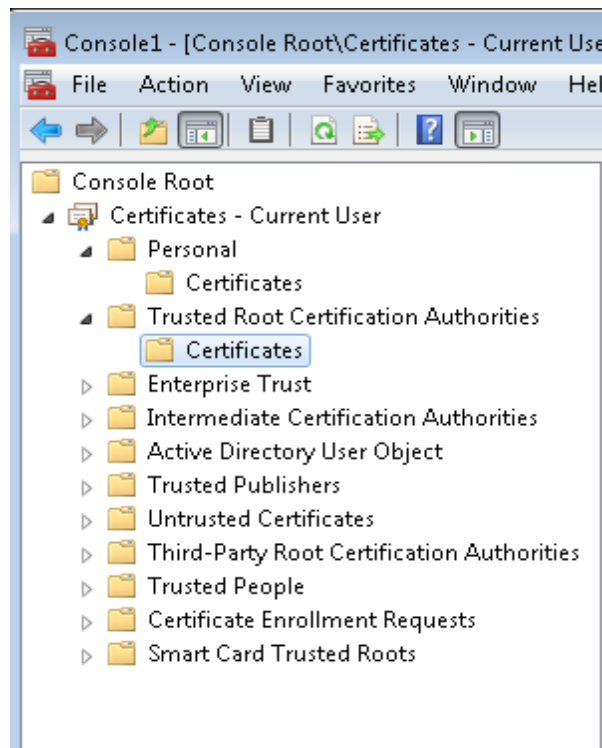 Console1 - [Console Root\Certificates - Current Use
File Action View Favorites Window Hel
Console Root
Certificates - Current User
Personal
Certificates
Trusted Root Certification Authorities
Certificates
Enterprise Trust
Intermediate Certification Authorities
Active Directory User Object
Trusted Publishers
Untrusted Certificates
Third-Party Root Certification Authorities
Trusted People
Certificate Enrollment Requests
Smart Card Trusted Roots